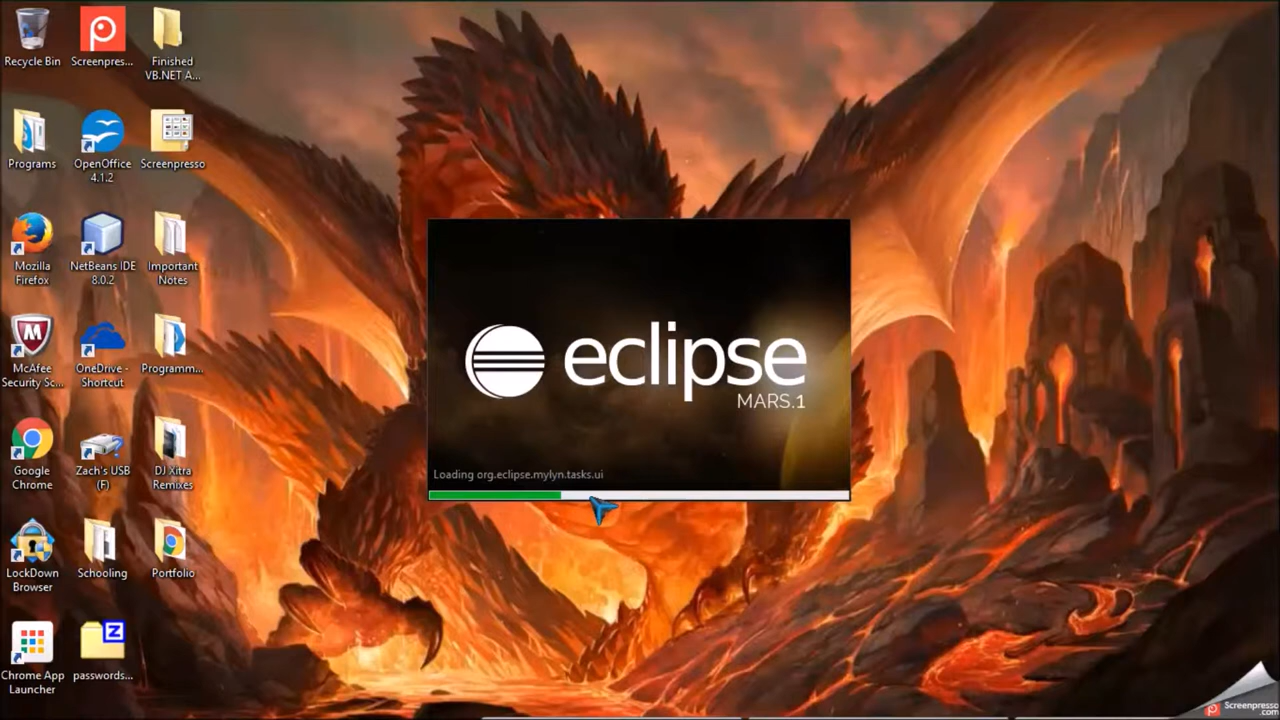 Recycle Bin
Screenpres...
Finished
VB.NET A...
Programs
OpenOffice
4.1.2
Screenpresso
Mozilla
Firefox
NetBeans IDE
8.0.2
Important
Notes
McAfee
Security Sc...
OneDrive -
Shortcut
Programm...
Google
Chrome
Zach's USB
(F)
DJ Xitra
Remixes
LockDown
Browser
Schooling
Portfolio
Chrome App
Launcher
passwords...
Z
eclipse
MARS.1
Loading org.eclipse.mylyn.tasks.ui
Screenpresso
.com